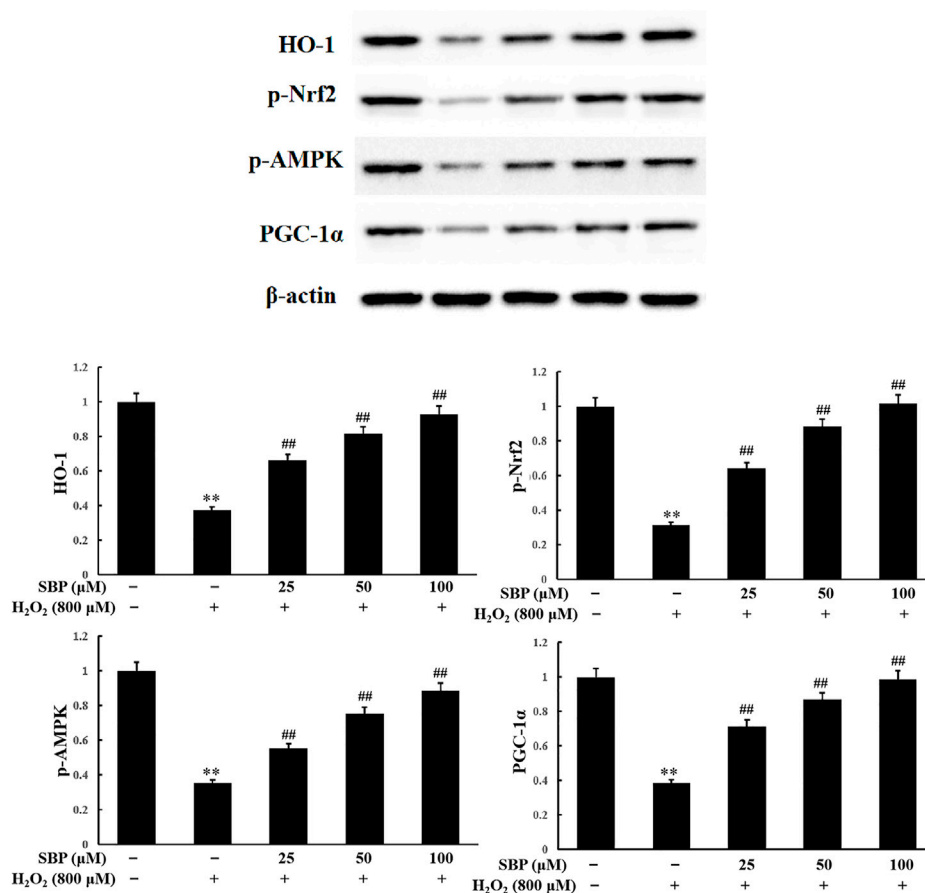 HO-1
p-Nrf2
p-AMPK
PGC-1α
β-actin
1.2
1
0.8
0.6
0.4
0.2
0
HO-1
**
##
##
##
SBP (μM) – – 25 50 100
H₂O₂ (800 μM) – + + + +
1.2
1
0.8
0.6
0.4
0.2
0
p-Nrf2
**
##
##
##
SBP (μM) – – 25 50 100
H₂O₂ (800 μM) – + + + +
1.2
1
0.8
0.6
0.4
0.2
0
p-AMPK
**
##
##
##
SBP (μM) – – 25 50 100
H₂O₂ (800 μM) – + + + +
1.2
1
0.8
0.6
0.4
0.2
0
PGC-1α
**
##
##
##
SBP (μM) – – 25 50 100
H₂O₂ (800 μM) – + + + +